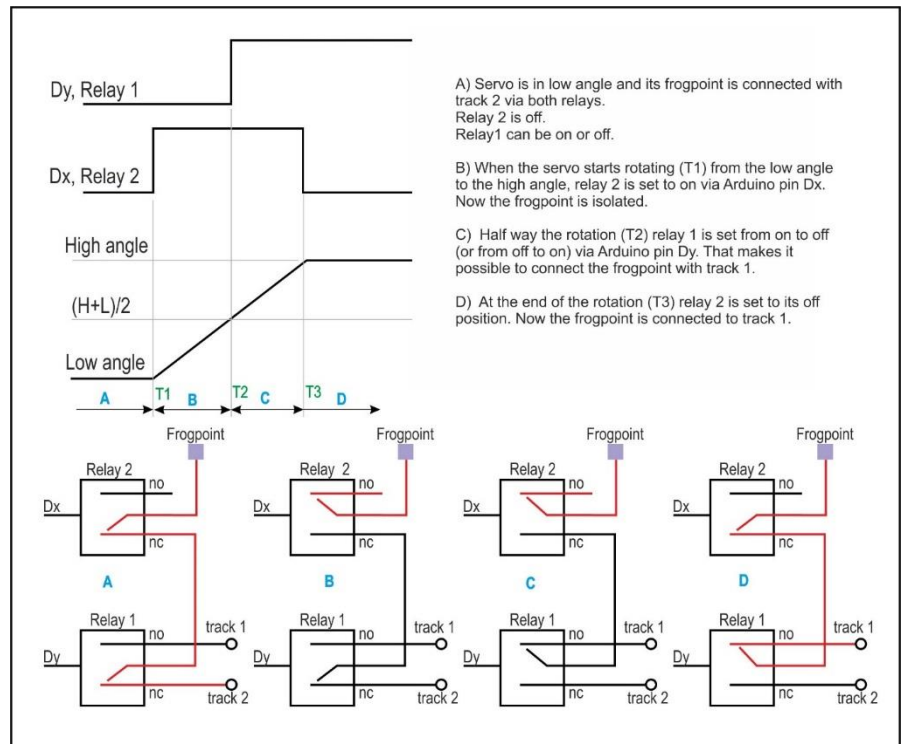 Dy, Relay 1
Dx, Relay 2
High angle
(H+L)/2
Low angle
T1
T2
T3
A
B
C
D
A) Servo is in low angle and its frogpoint is connected with
track 2 via both relays.
Relay 2 is off.
Relay1 can be on or off.
B) When the servo starts rotating (T1) from the low angle
to the high angle, relay 2 is set to on via Arduino pin Dx.
Now the frogpoint is isolated.
C) Half way the rotation (T2) relay 1 is set from on to off
(or from off to on) via Arduino pin Dy. That makes it
possible to connect the frogpoint with track 1.
D) At the end of the rotation (T3) relay 2 is set to its off
position. Now the frogpoint is connected to track 1.
Frogpoint
Relay 2
no
Dx
nc
A
Relay 1
no
track 1
Dy
nc
track 2
Frogpoint
Relay 2
no
Dx
nc
B
Relay 1
no
track 1
Dy
nc
track 2
Frogpoint
Relay 2
no
Dx
nc
C
Relay 1
no
track 1
Dy
nc
track 2
Frogpoint
Relay 2
no
Dx
nc
D
Relay 1
no
track 1
Dy
nc
track 2